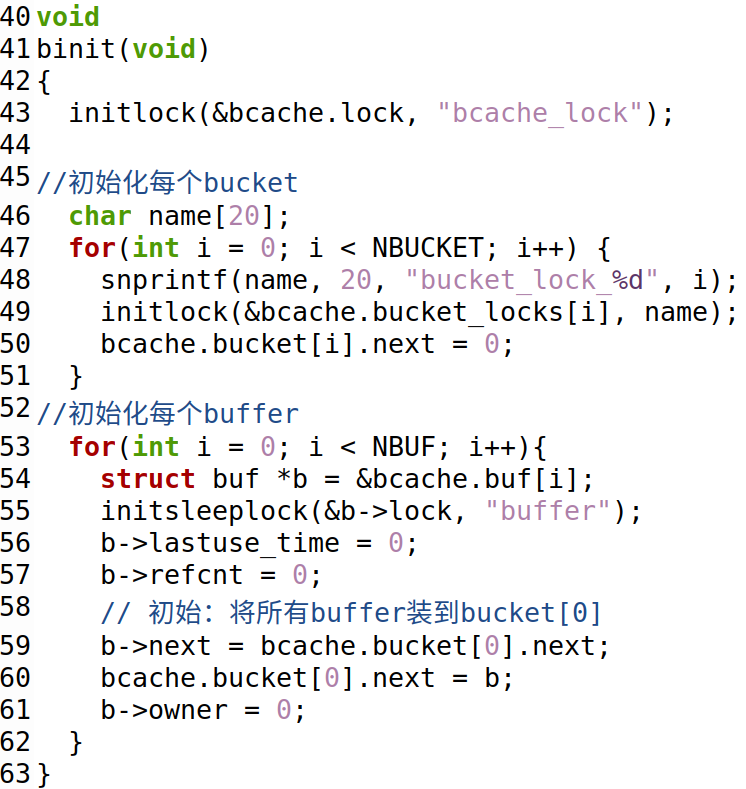 40 void
41 binit(void)
42 {
43   initlock(&bcache.lock, "bcache_lock");
44
45 //初始化每个bucket
46   char name[20];
47   for(int i = 0; i < NBUCKET; i++) {
48     snprintf(name, 20, "bucket_lock_%d", i);
49     initlock(&bcache.bucket_locks[i], name);
50     bcache.bucket[i].next = 0;
51   }
52 //初始化每个buffer
53   for(int i = 0; i < NBUF; i++){
54     struct buf *b = &bcache.buf[i];
55     initsleeplock(&b->lock, "buffer");
56     b->lastuse_time = 0;
57     b->refcnt = 0;
58     // 初始：将所有buffer装到bucket[0]
59     b->next = bcache.bucket[0].next;
60     bcache.bucket[0].next = b;
61     b->owner = 0;
62   }
63 }